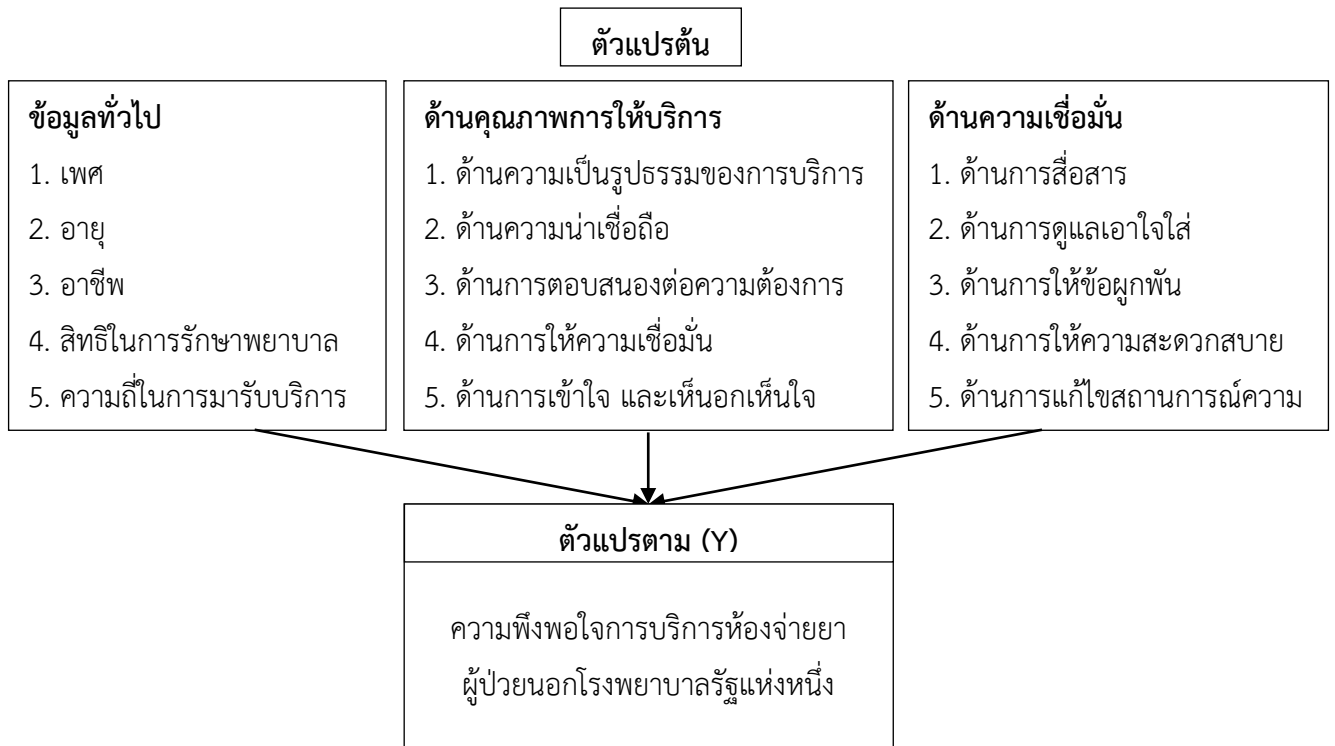 ตัวแปรต้น
ข้อมูลทั่วไป
1. เพศ
2. อายุ
3. อาชีพ
4. สิทธิในการรักษาพยาบาล
5. ความถี่ในการมารับบริการ
ด้านคุณภาพการให้บริการ
1. ด้านความเป็นรูปธรรมของการบริการ
2. ด้านความน่าเชื่อถือ
3. ด้านการตอบสนองต่อความต้องการ
4. ด้านการให้ความเชื่อมั่น
5. ด้านการเข้าใจ และเห็นอกเห็นใจ
ด้านความเชื่อมั่น
1. ด้านการสื่อสาร
2. ด้านการดูแลเอาใจใส่
3. ด้านการให้ข้อผูกพัน
4. ด้านการให้ความสะดวกสบาย
5. ด้านการแก้ไขสถานการณ์ความ
ตัวแปรตาม (Y)
ความพึงพอใจการบริการห้องจ่ายยา
ผู้ป่วยนอกโรงพยาบาลรัฐแห่งหนึ่ง